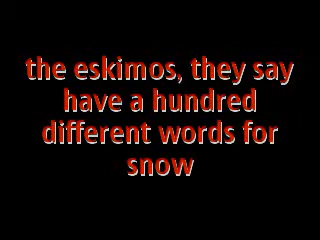 the eskimos, they say
have a hundred
different words for
snow